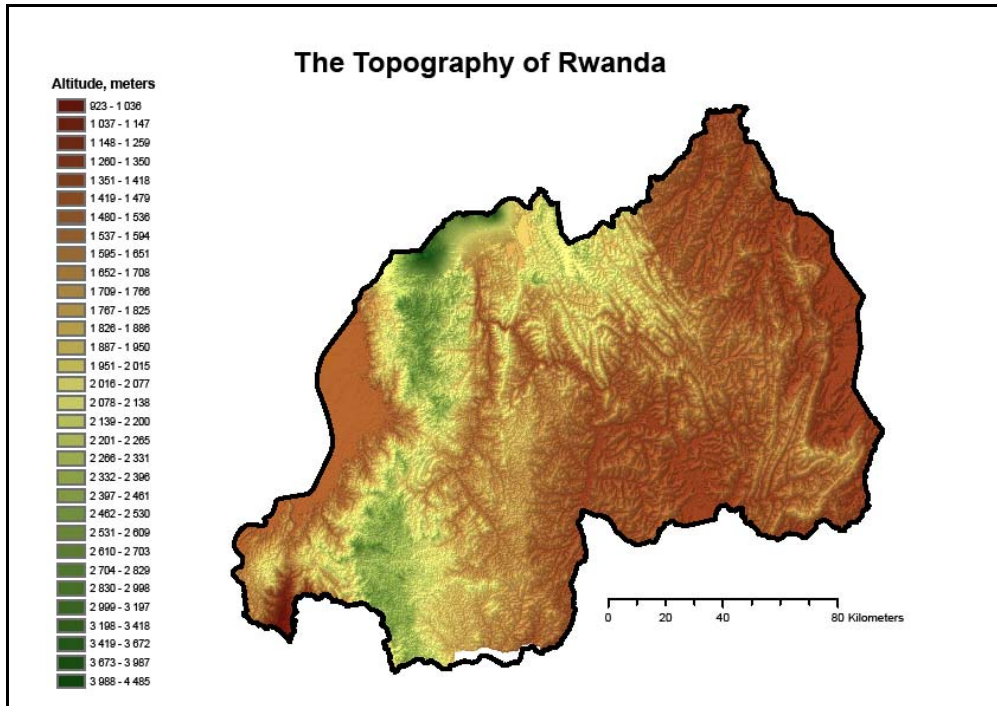 The Topography of Rwanda
Altitude, meters
923 - 1 036
1 037 - 1 147
1 148 - 1 259
1 260 - 1 350
1 351 - 1 418
1 419 - 1 479
1 480 - 1 536
1 537 - 1 594
1 595 - 1 651
1 652 - 1 708
1 709 - 1 766
1 767 - 1 825
1 826 - 1 886
1 887 - 1 950
1 951 - 2 015
2 016 - 2 077
2 078 - 2 138
2 139 - 2 200
2 201 - 2 265
2 266 - 2 331
2 332 - 2 396
2 397 - 2 461
2 462 - 2 530
2 531 - 2 609
2 610 - 2 703
2 704 - 2 829
2 830 - 2 998
2 999 - 3 197
3 198 - 3 418
3 419 - 3 672
3 673 - 3 987
3 988 - 4 485
0 20 40 80 Kilometers